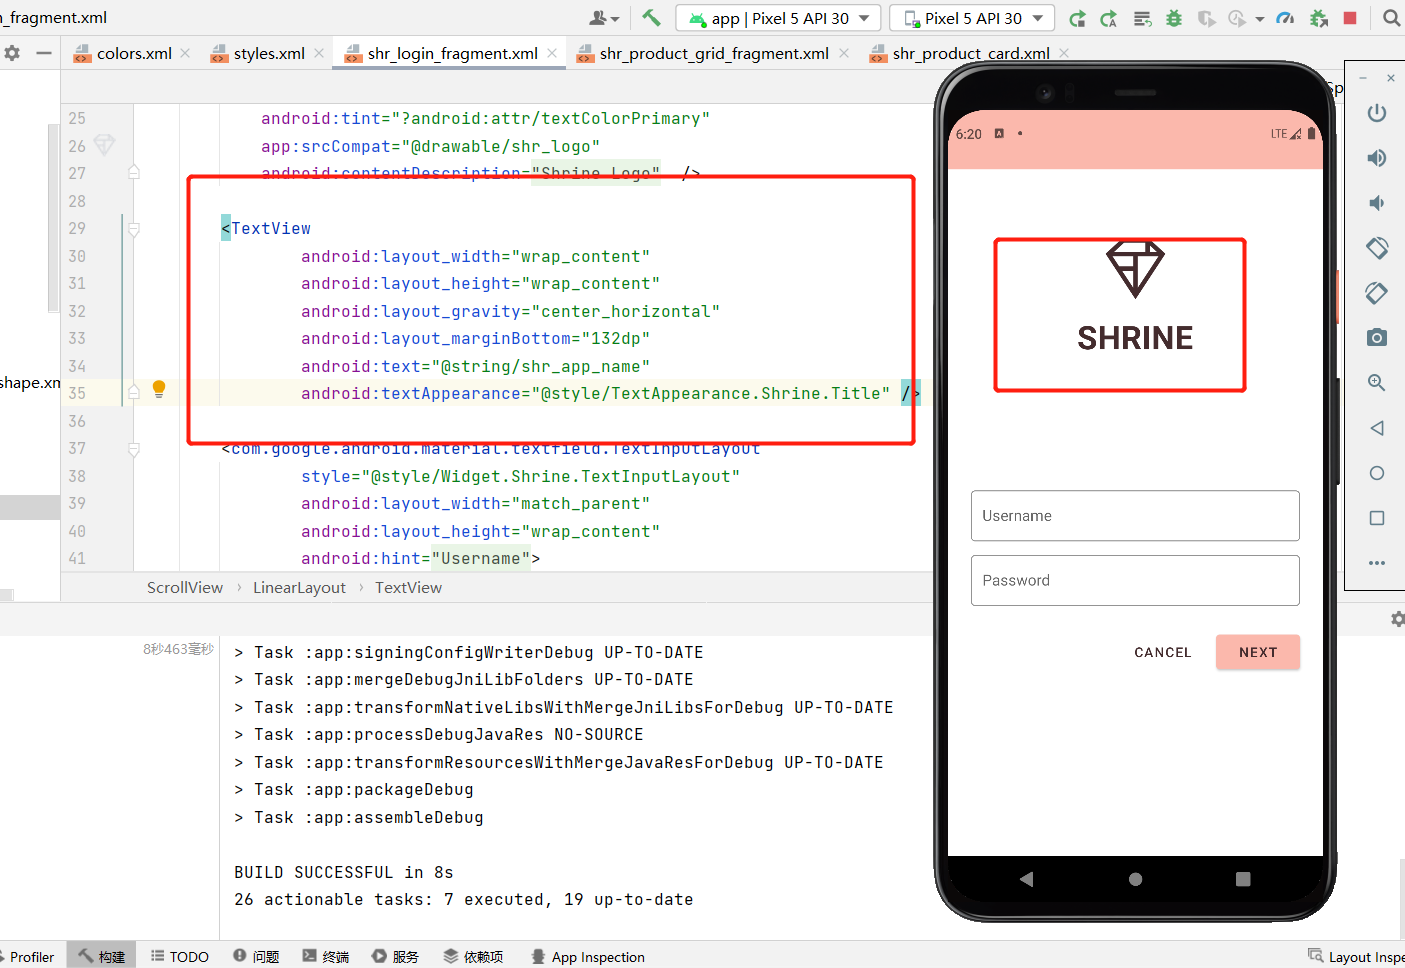 n_fragment.xml
app | Pixel 5 API 30
Pixel 5 API 30
colors.xml
styles.xml
shr_login_fragment.xml
shr_product_grid_fragment.xml
shr_product_card.xml
Sp
25 android:tint="?android:attr/textColorPrimary"
26 app:srcCompat="@drawable/shr_logo"
27 android:contentDescription="Shrine Logo" />
28
29 <TextView
30 android:layout_width="wrap_content"
31 android:layout_height="wrap_content"
32 android:layout_gravity="center_horizontal"
33 android:layout_marginBottom="132dp"
34 android:text="@string/shr_app_name"
35 android:textAppearance="@style/TextAppearance.Shrine.Title" />
36
37 <com.google.android.material.textfield.TextInputLayout
38 style="@style/Widget.Shrine.TextInputLayout"
39 android:layout_width="match_parent"
40 android:layout_height="wrap_content"
41 android:hint="Username">
shape.xm
ScrollView › LinearLayout › TextView
8秒463毫秒
> Task :app:signingConfigWriterDebug UP-TO-DATE
> Task :app:mergeDebugJniLibFolders UP-TO-DATE
> Task :app:transformNativeLibsWithMergeJniLibsForDebug UP-TO-DATE
> Task :app:processDebugJavaRes NO-SOURCE
> Task :app:transformResourcesWithMergeJavaResForDebug UP-TO-DATE
> Task :app:packageDebug
> Task :app:assembleDebug
BUILD SUCCESSFUL in 8s
26 actionable tasks: 7 executed, 19 up-to-date
6:20
LTE
SHRINE
Username
Password
CANCEL
NEXT
Profiler
构建
TODO
问题
终端
服务
依赖项
App Inspection
Layout Inspe